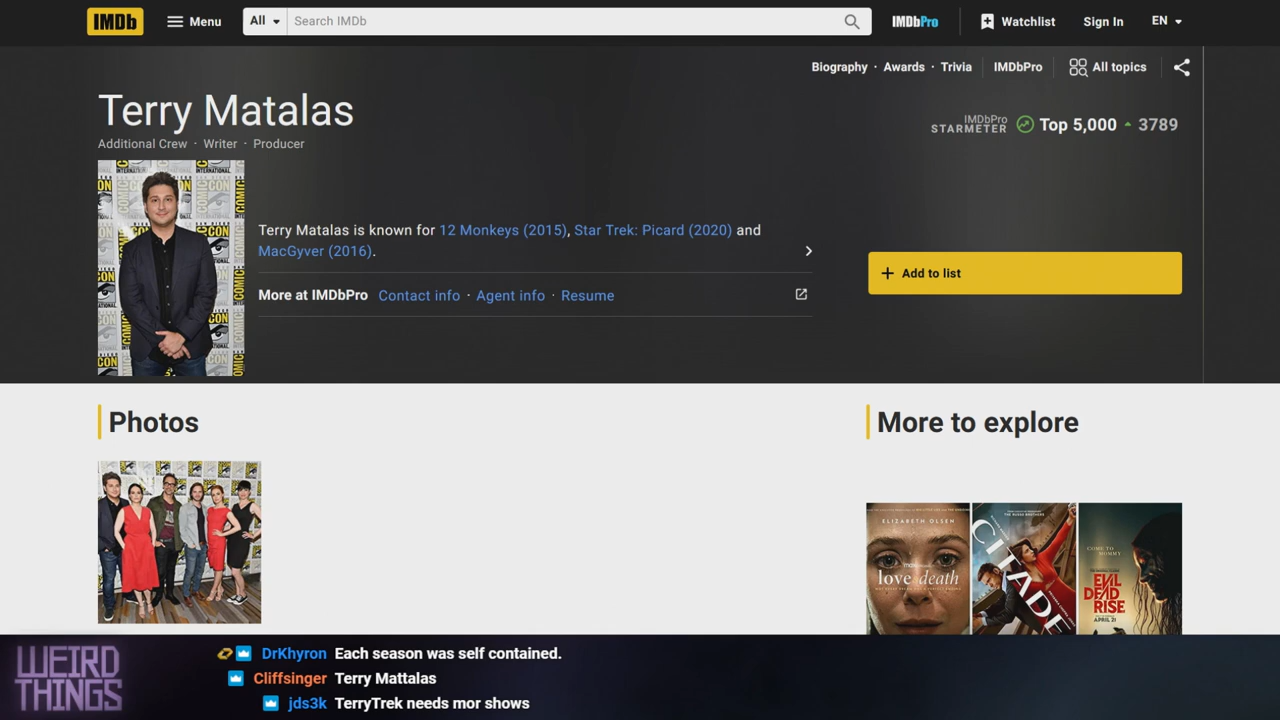 IMDb Menu All Search IMDb IMDbPro Watchlist Sign In EN
Biography · Awards · Trivia IMDbPro All topics
Terry Matalas
Additional Crew · Writer · Producer
IMDbPro
STARMETER Top 5,000 3789
Terry Matalas is known for 12 Monkeys (2015), Star Trek: Picard (2020) and
MacGyver (2016).
Add to list
More at IMDbPro Contact info · Agent info · Resume
Photos
More to explore
ELIZABETH OLSEN
love & death
CITADE
COME TO
MOMMY
EVIL
DEAD
RISE
APRIL 21
WEIRD
THINGS
DrKhyron Each season was self contained.
Cliffsinger Terry Mattalas
jds3k TerryTrek needs mor shows